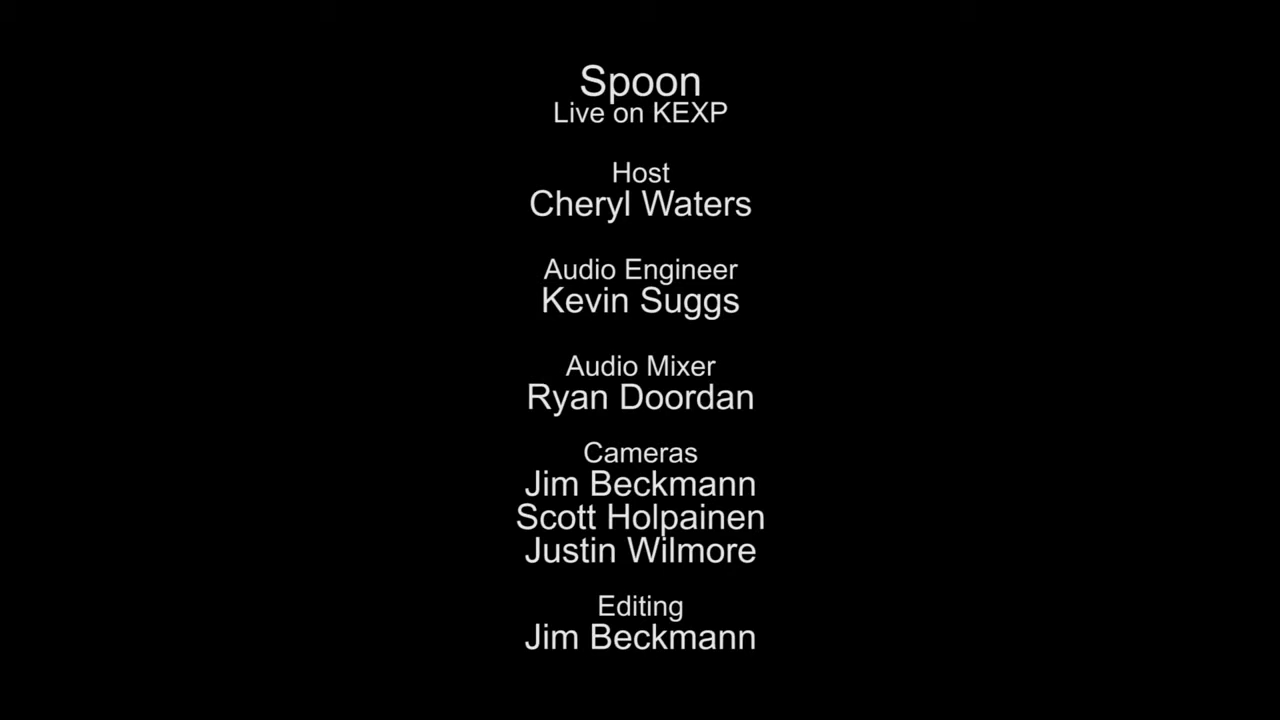 Spoon
Live on KEXP
Host
Cheryl Waters
Audio Engineer
Kevin Suggs
Audio Mixer
Ryan Doordan
Cameras
Jim Beckmann
Scott Holpainen
Justin Wilmore
Editing
Jim Beckmann